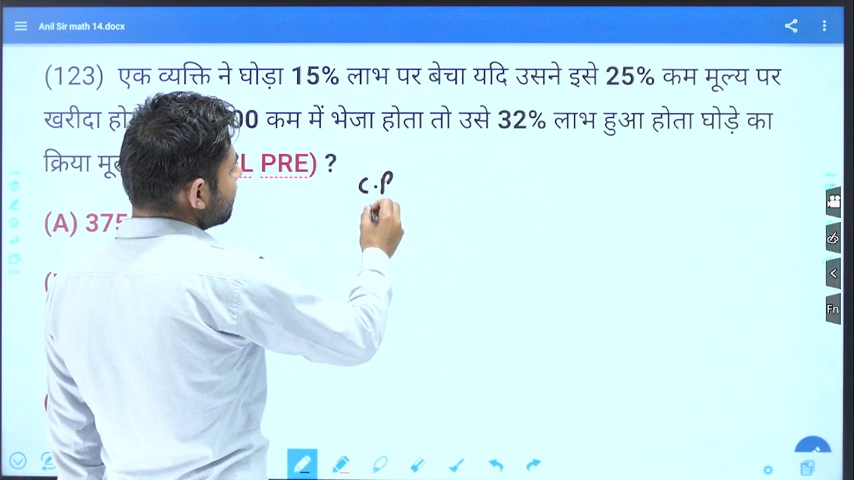 Anil Sir math 14.docx
(123) एक व्यक्ति ने घोड़ा 15% लाभ पर बेचा यदि उसने इसे 25% कम मूल्य पर
खरीदा 00 कम में भेजा होता तो उसे 32% लाभ हुआ होता घोड़े का
क्रिया L PRE) ?
C.P
(A) 375
Fn